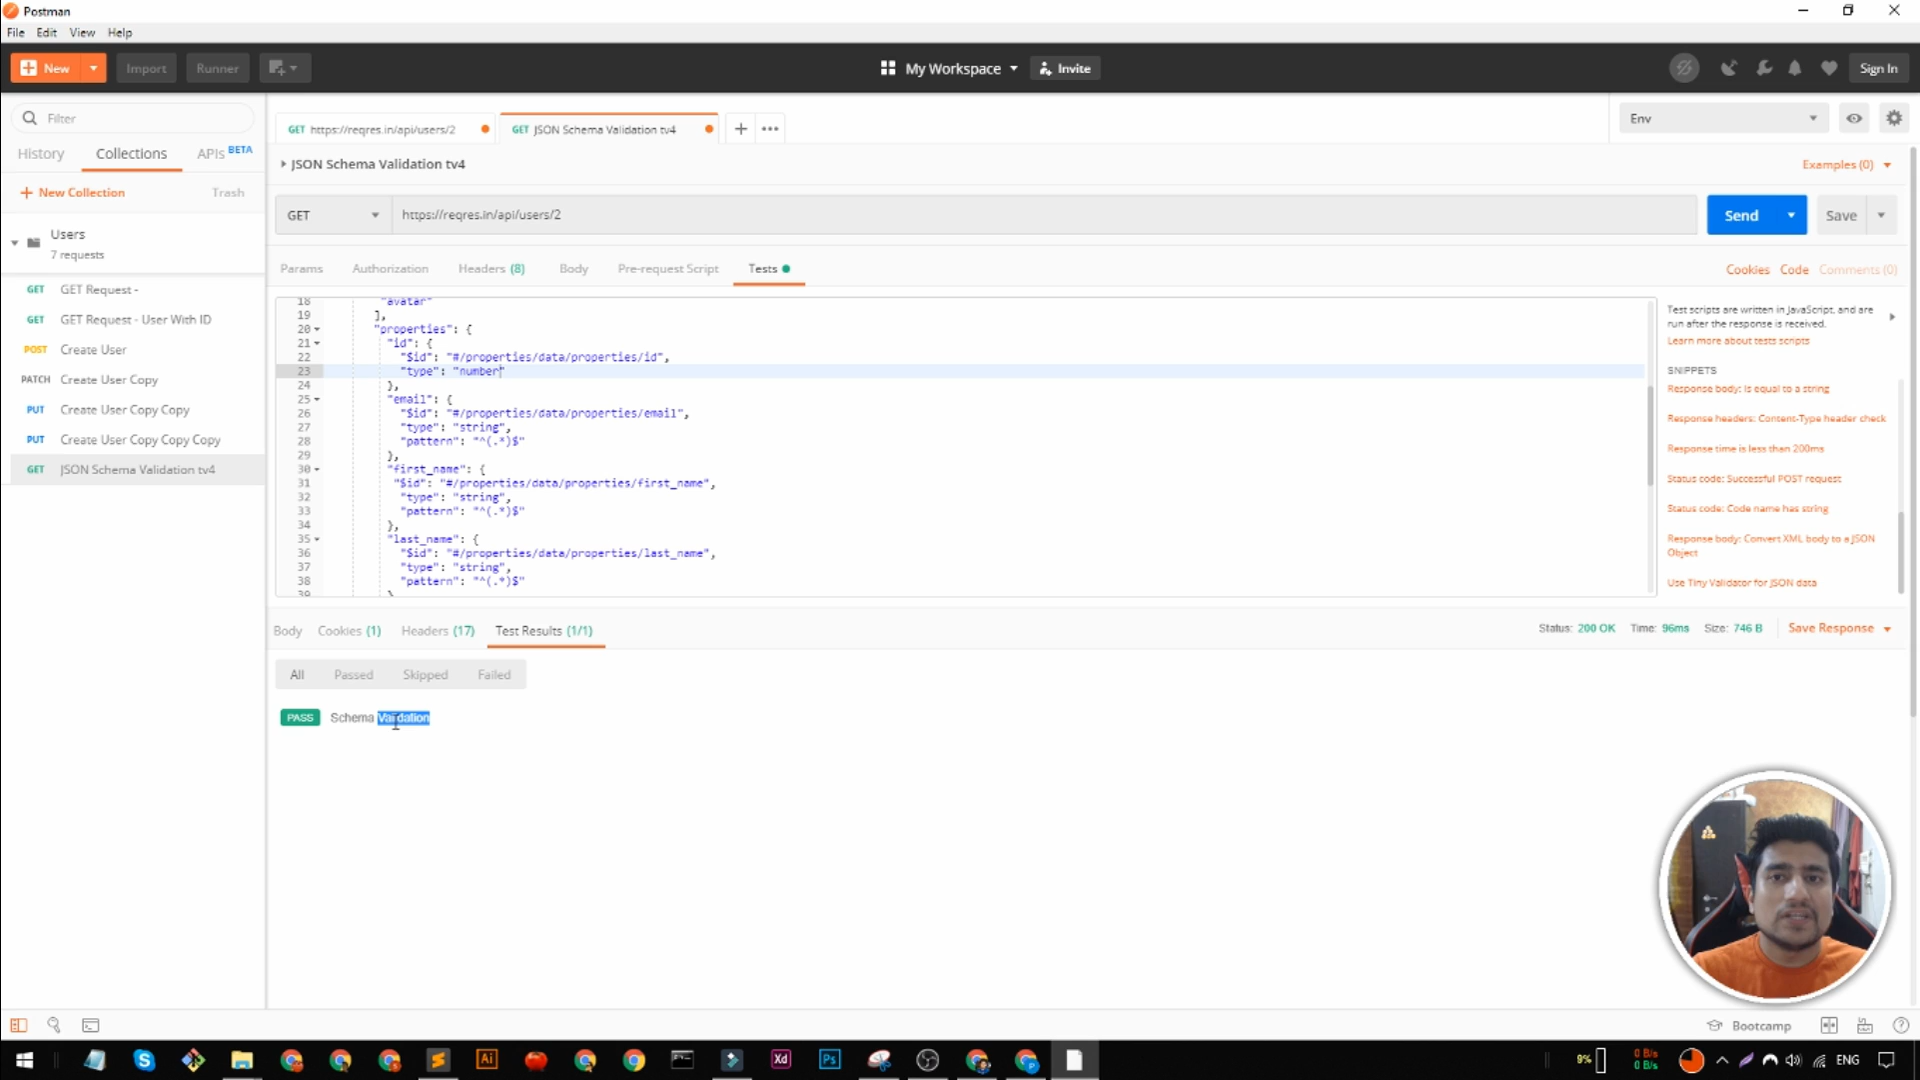 Postman
File Edit View Help
New Import Runner My Workspace Invite Sign In
Filter
History Collections APIs BETA
+ New Collection Trash
Users
7 requests
GET GET Request -
GET GET Request - User With ID
POST Create User
PATCH Create User Copy
PUT Create User Copy Copy
PUT Create User Copy Copy Copy
GET JSON Schema Validation tv4
GET https://reqres.in/api/users/2 GET JSON Schema Validation tv4
Env
JSON Schema Validation tv4 Examples (0)
GET https://reqres.in/api/users/2 Send Save
Params Authorization Headers (8) Body Pre-request Script Tests Cookies Code Comments (0)
18 "avatar"
19 ],
20 "properties": {
21 "id": {
22 "$id": "#/properties/data/properties/id",
23 "type": "number"
24 },
25 "email": {
26 "$id": "#/properties/data/properties/email",
27 "type": "string",
28 "pattern": "^(.*)$"
29 },
30 "first_name": {
31 "$id": "#/properties/data/properties/first_name",
32 "type": "string",
33 "pattern": "^(.*)$"
34 },
35 "last_name": {
36 "$id": "#/properties/data/properties/last_name",
37 "type": "string",
38 "pattern": "^(.*)$"
39 }
Test scripts are written in JavaScript, and are
run after the response is received.
Learn more about tests scripts
SNIPPETS
Response body: Is equal to a string
Response headers: Content-Type header check
Response time is less than 200ms
Status code: Successful POST request
Status code: Code name has string
Response body: Convert XML body to a JSON
Object
Use Tiny Validator for JSON data
Body Cookies (1) Headers (17) Test Results (1/1) Status: 200 OK Time: 96ms Size: 746 B Save Response
All Passed Skipped Failed
PASS Schema Validation
Bootcamp
Ai Xd Ps 9% 0 B/s
0 B/s
ENG